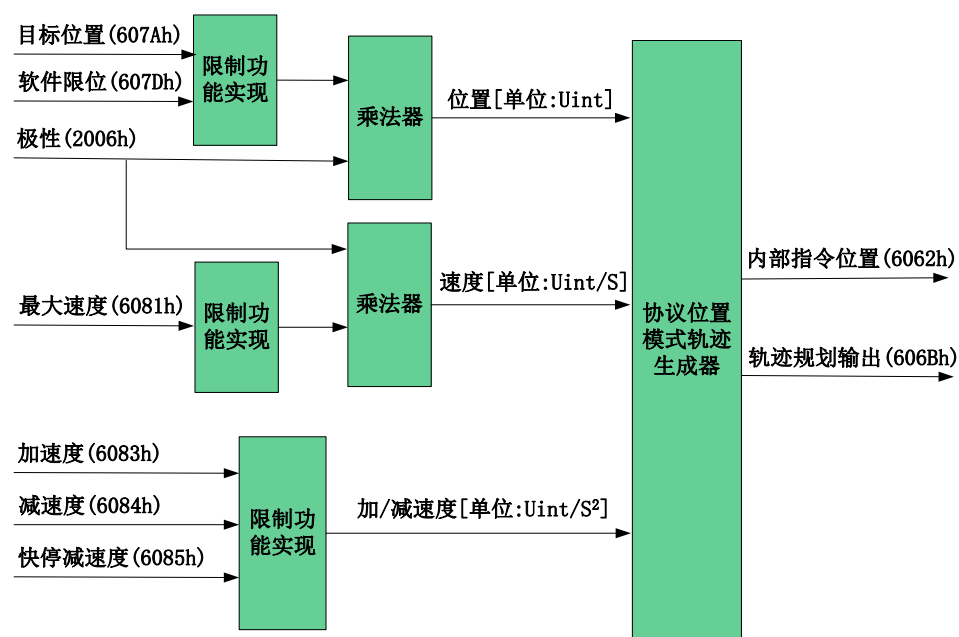 目标位置(607Ah)
软件限位(607Dh)
极性(2006h)
限制功
能实现
乘法器
位置[单位:Uint]
最大速度(6081h)
限制功
能实现
乘法器
速度[单位:Uint/S]
加速度(6083h)
减速度(6084h)
快停减速度(6085h)
限制功
能实现
加/减速度[单位:Uint/S²]
协议位置
模式轨迹
生成器
内部指令位置(6062h)
轨迹规划输出(606Bh)